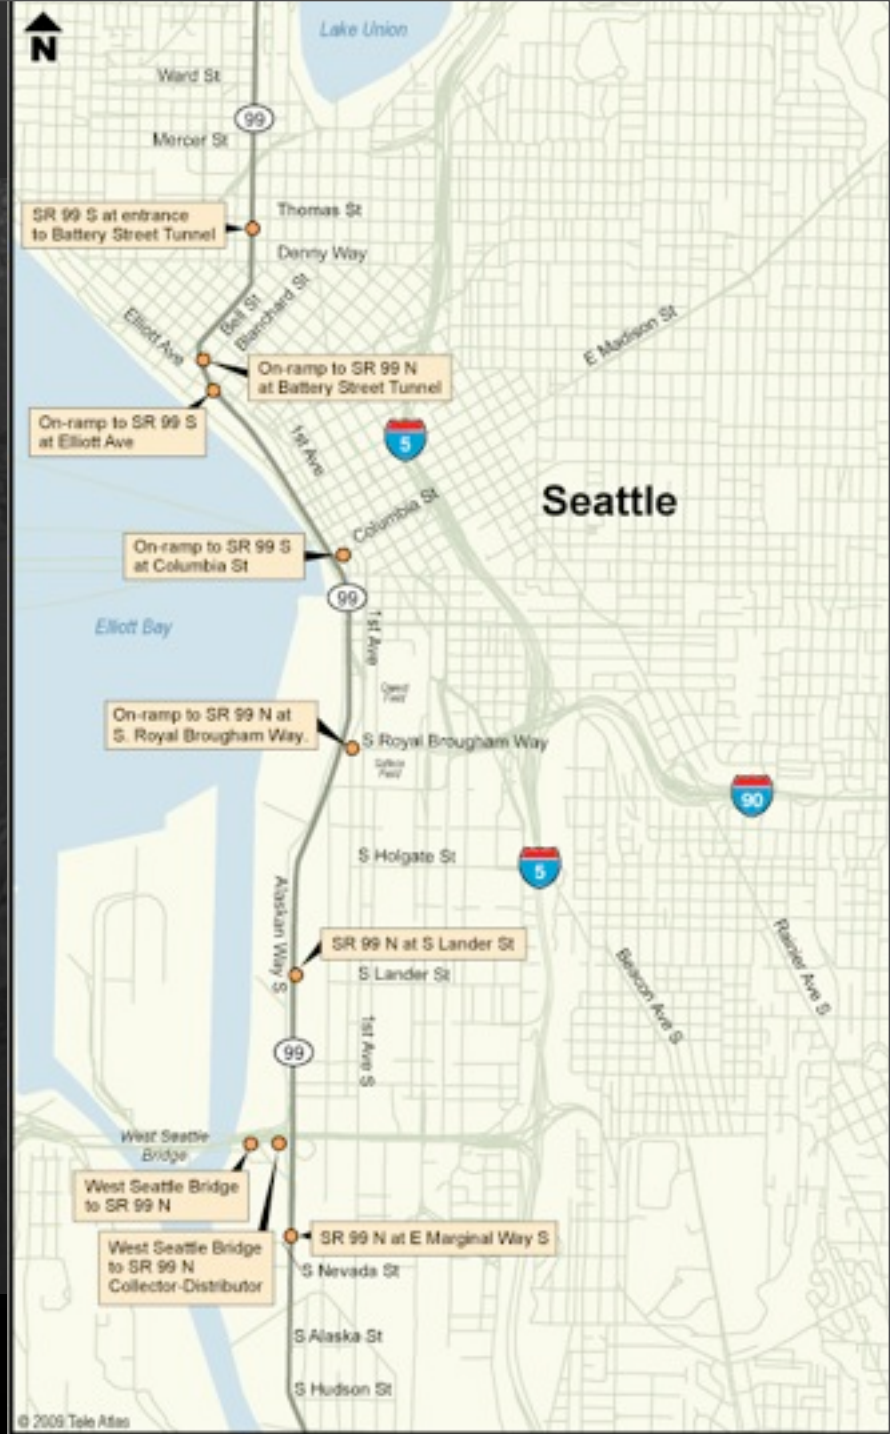 N
Lake Union
Ward St
99
Mercer St
SR 99 S at entrance
to Battery Street Tunnel
Thomas St
Denny Way
Bell St
Blanchard St
Elliott Ave
E Madison St
On-ramp to SR 99 N
at Battery Street Tunnel
On-ramp to SR 99 S
at Elliott Ave
1st Ave
5
Seattle
Columbia St
On-ramp to SR 99 S
at Columbia St
99
Elliott Bay
1st Ave
Field
On-ramp to SR 99 N at
S. Royal Brougham Way.
S Royal Brougham Way
Field
90
S Holgate St
5
Alaskan Way S
SR 99 N at S Lander St
S Lander St
Beacon Ave S
Rainier Ave S
99
1st Ave S
West Seattle
Bridge
West Seattle Bridge
to SR 99 N
SR 99 N at E Marginal Way S
West Seattle Bridge
to SR 99 N
Collector-Distributor
S Nevada St
S Alaska St
S Hudson St
© 2009 Tele Atlas